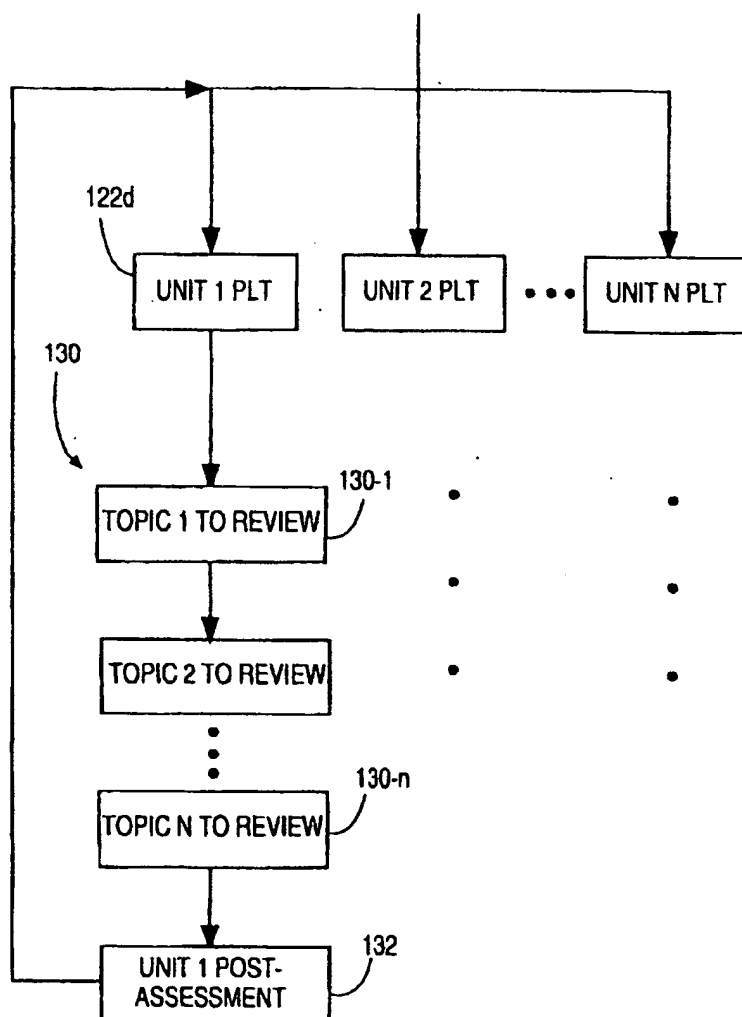 122d
UNIT 1 PLT
UNIT 2 PLT
UNIT N PLT
130
130-1
TOPIC 1 TO REVIEW
TOPIC 2 TO REVIEW
130-n
TOPIC N TO REVIEW
UNIT 1 POST-
ASSESSMENT
132